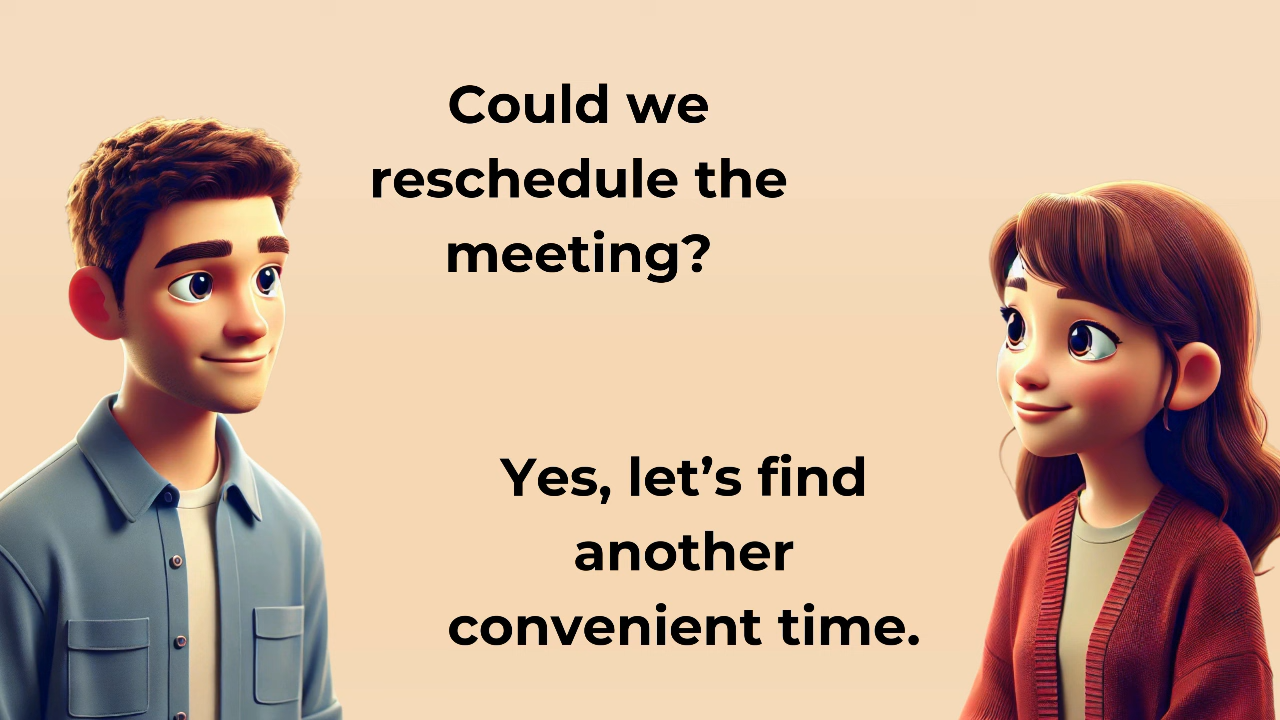 Could we
reschedule the
meeting?
Yes, let’s find
another
convenient time.